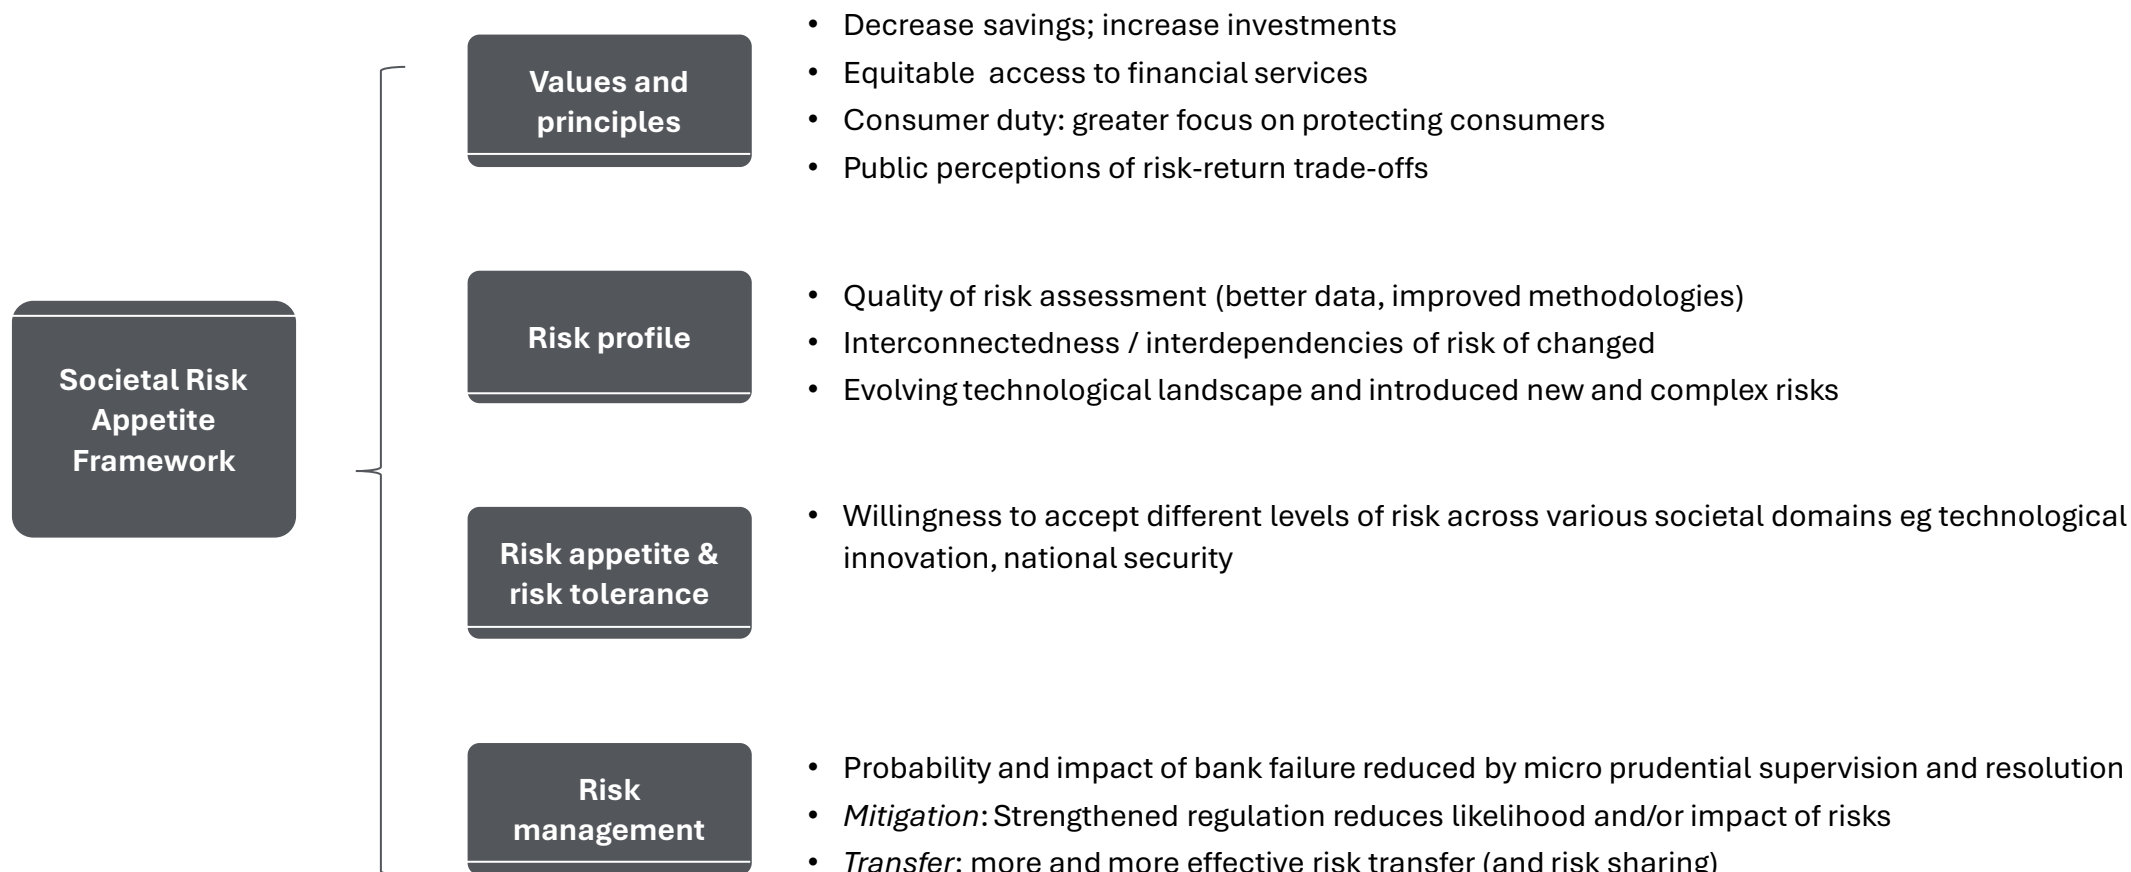 Societal Risk
Appetite
Framework
Values and
principles
• Decrease savings; increase investments
• Equitable access to financial services
• Consumer duty: greater focus on protecting consumers
• Public perceptions of risk-return trade-offs
Risk profile
• Quality of risk assessment (better data, improved methodologies)
• Interconnectedness / interdependencies of risk of changed
• Evolving technological landscape and introduced new and complex risks
Risk appetite &
risk tolerance
• Willingness to accept different levels of risk across various societal domains eg technological
innovation, national security
Risk
management
• Probability and impact of bank failure reduced by micro prudential supervision and resolution
• Mitigation: Strengthened regulation reduces likelihood and/or impact of risks
• Transfer: more and more effective risk transfer (and risk sharing)